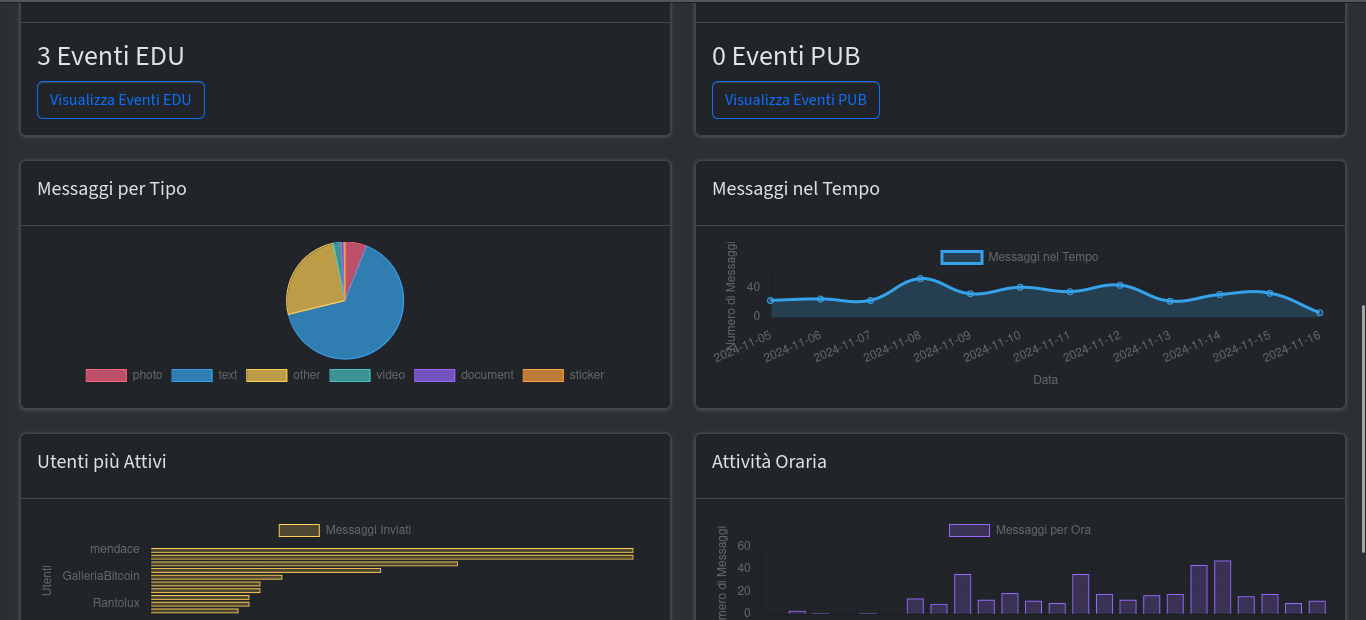 3 Eventi EDU
Visualizza Eventi EDU
0 Eventi PUB
Visualizza Eventi PUB
Messaggi per Tipo
photo text other video document sticker
Messaggi nel Tempo
Messaggi nel Tempo
Numero di Messaggi
40
0
2024-11-05 2024-11-06 2024-11-07 2024-11-08 2024-11-09 2024-11-10 2024-11-11 2024-11-12 2024-11-13 2024-11-14 2024-11-15 2024-11-16
Data
Utenti più Attivi
Messaggi Inviati
Utenti
mendace
GalleriaBitcoin
Rantolux
Attività Oraria
Messaggi per Ora
mero di Messaggi
60
40
20
0